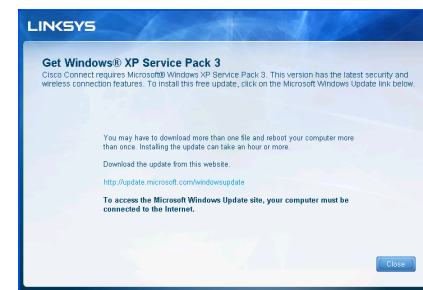 LINKSYS
Get Windows® XP Service Pack 3
Cisco Connect requires Microsoft® Windows XP Service Pack 3. This version has the latest security and
wireless connection features. To install this free update, click on the Microsoft Windows Update link below.
You may have to download more than one file and reboot your computer more
than once. Installing the update can take an hour or more.
Download the update from this website.
http://update.microsoft.com/windowsupdate
To access the Microsoft Windows Update site, your computer must be
connected to the Internet.
Close